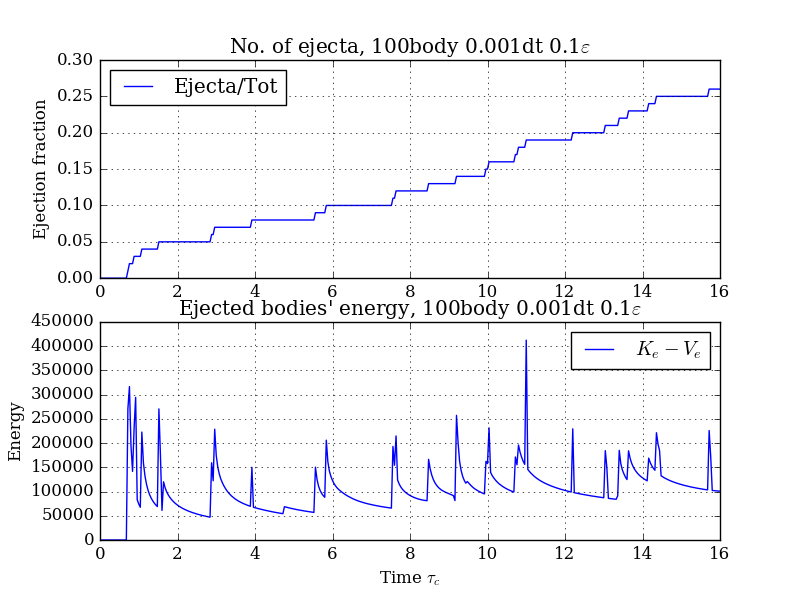 No. of ejecta, 100body 0.001dt 0.1ε
0.30
0.25
0.20
0.15
0.10
0.05
0.00
Ejection fraction
Ejecta/Tot
0 2 4 6 8 10 12 14 16
Ejected bodies' energy, 100body 0.001dt 0.1ε
450000
400000
350000
300000
250000
200000
150000
100000
50000
0
Energy
K_e − V_e
0 2 4 6 8 10 12 14 16
Time τ_c